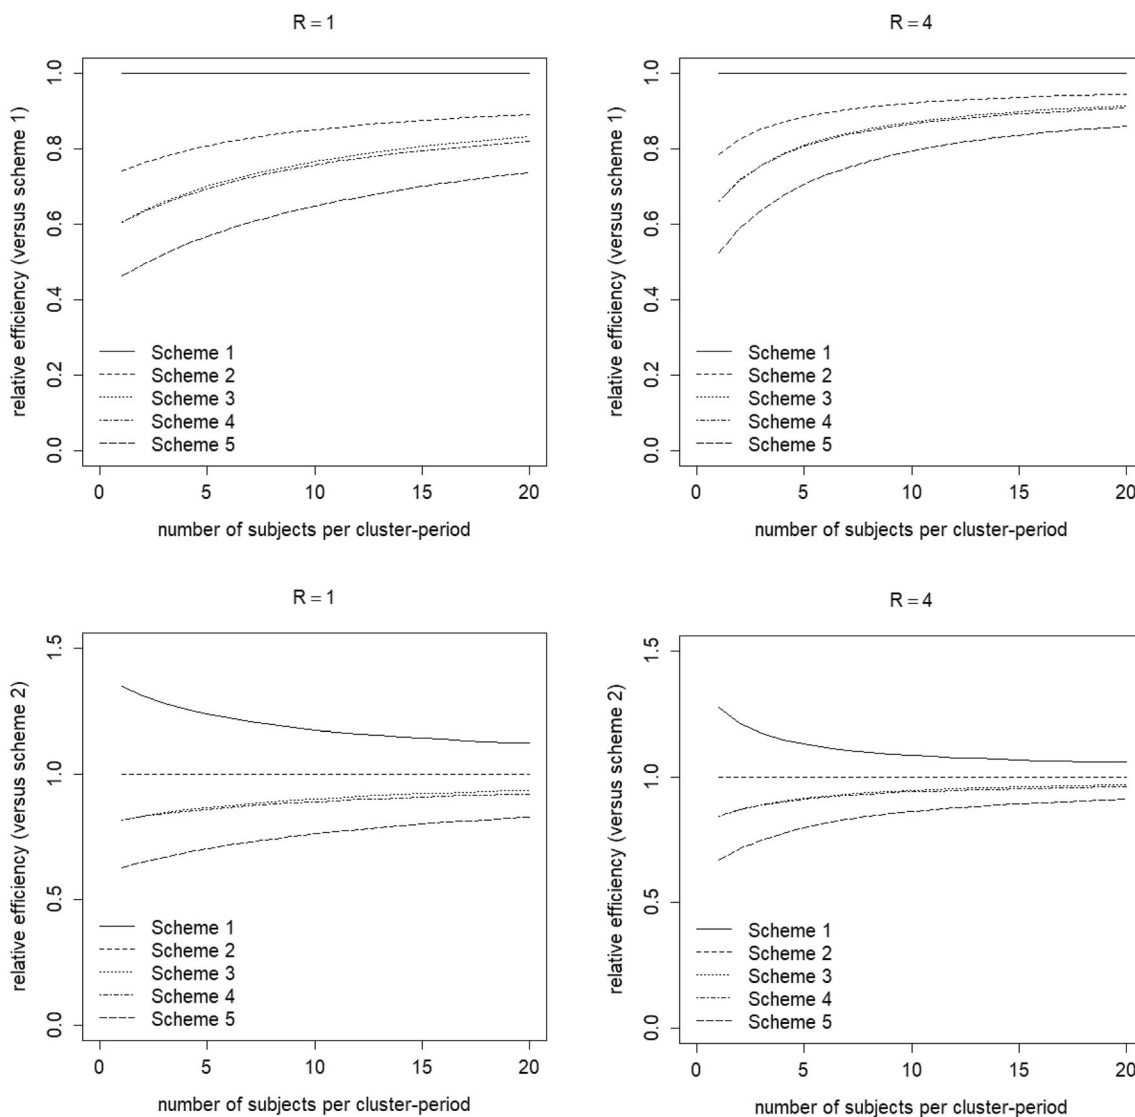 R = 1
relative efficiency (versus scheme 1)
1.0
0.8
0.6
0.4
0.2
0.0
Scheme 1
Scheme 2
Scheme 3
Scheme 4
Scheme 5
0 5 10 15 20
number of subjects per cluster-period
R = 4
relative efficiency (versus scheme 1)
1.0
0.8
0.6
0.4
0.2
0.0
Scheme 1
Scheme 2
Scheme 3
Scheme 4
Scheme 5
0 5 10 15 20
number of subjects per cluster-period
R = 1
relative efficiency (versus scheme 2)
1.5
1.0
0.5
0.0
Scheme 1
Scheme 2
Scheme 3
Scheme 4
Scheme 5
0 5 10 15 20
number of subjects per cluster-period
R = 4
relative efficiency (versus scheme 2)
1.5
1.0
0.5
0.0
Scheme 1
Scheme 2
Scheme 3
Scheme 4
Scheme 5
0 5 10 15 20
number of subjects per cluster-period